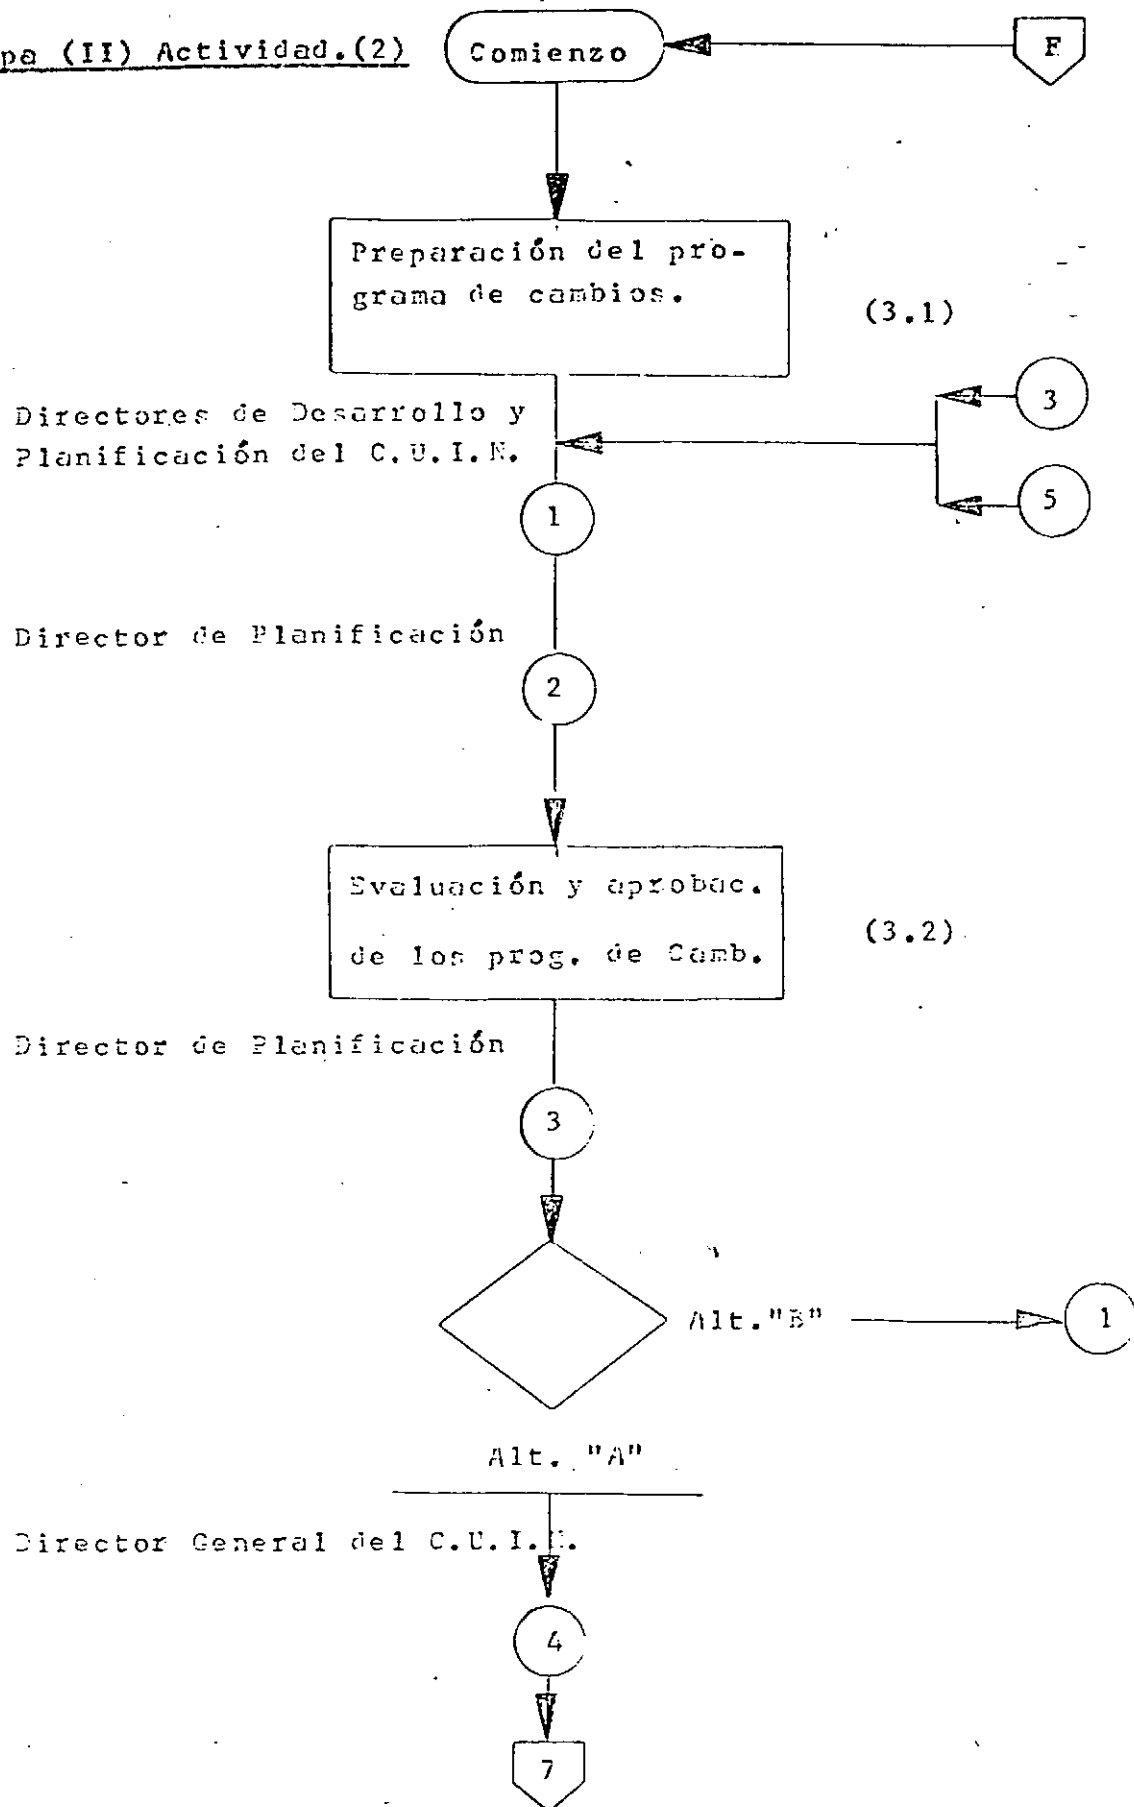 pa (II) Actividad.(2)
Comienzo
F
Preparación del pro-
grama de cambios.
(3.1)
3
Directores de Desarrollo y
Planificación del C.U.I.N.
5
1
Director de Planificación
2
Evaluación y aprobac.
de los prog. de Camb.
(3.2)
Director de Planificación
3
Alt."B"
1
Alt. "A"
Director General del C.U.I.N.
4
7